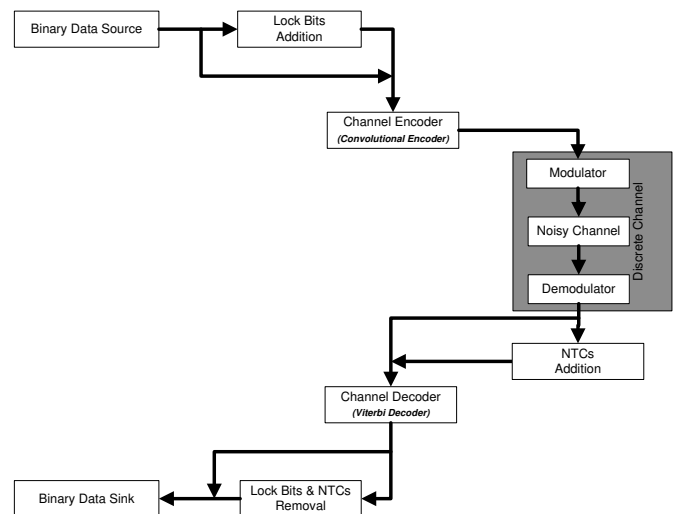 Binary Data Source
Lock Bits
Addition
Channel Encoder
(Convolutional Encoder)
Modulator
Noisy Channel
Demodulator
Discrete Channel
NTCs
Addition
Channel Decoder
(Viterbi Decoder)
Lock Bits & NTCs
Removal
Binary Data Sink